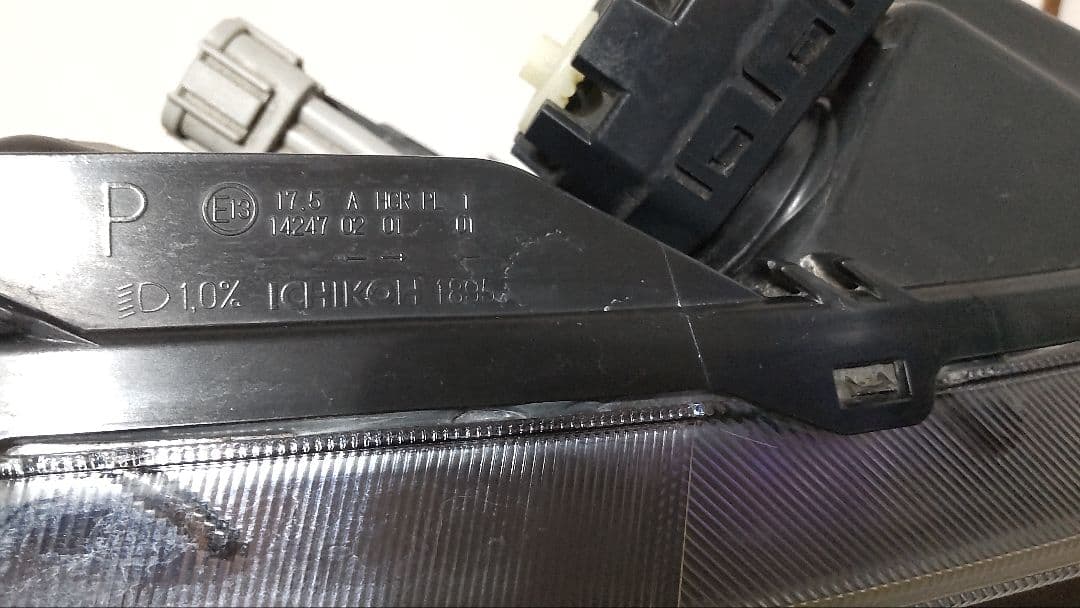 P
E13
17.5 A HCR PL 1
14247 02 01 01
← →
1,0% ICHIKOH 1895